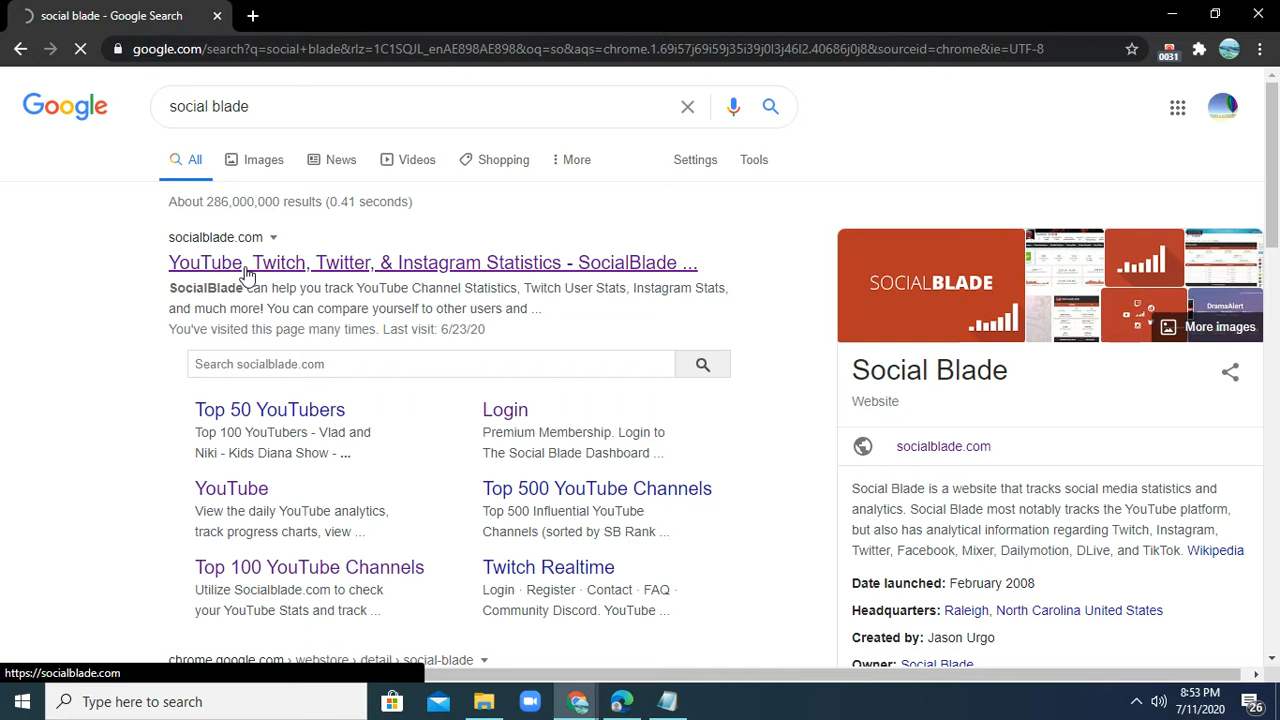 social blade - Google Search
google.com/search?q=social+blade&rlz=1C1SQJL_enAE898AE898&oq=so&aqs=chrome.1.69i57j69i59j35i39j0l3j46l2.40686j0j8&sourceid=chrome&ie=UTF-8
0031
Google
social blade
All
Images
News
Videos
Shopping
More
Settings
Tools
About 286,000,000 results (0.41 seconds)
socialblade.com
YouTube, Twitch, Twitter, & Instagram Statistics - SocialBlade ...
SocialBlade can help you track YouTube Channel Statistics, Twitch User Stats, Instagram Stats,
and much more! You can compare yourself to other users and ...
You've visited this page many times. Last visit: 6/23/20
Search socialblade.com
Top 50 YouTubers
Top 100 YouTubers - Vlad and
Niki - Kids Diana Show - ...
Login
Premium Membership. Login to
The Social Blade Dashboard ...
YouTube
View the daily YouTube analytics,
track progress charts, view ...
Top 500 YouTube Channels
Top 500 Influential YouTube
Channels (sorted by SB Rank ...
Top 100 YouTube Channels
Utilize Socialblade.com to check
your YouTube Stats and track ...
Twitch Realtime
Login · Register · Contact · FAQ ·
Community Discord. YouTube ...
chrome.google.com › webstore › detail › social-blade
SOCIALBLADE
DramaAlert
More images
Social Blade
Website
socialblade.com
Social Blade is a website that tracks social media statistics and
analytics. Social Blade most notably tracks the YouTube platform,
but also has analytical information regarding Twitch, Instagram,
Twitter, Facebook, Mixer, Dailymotion, DLive, and TikTok. Wikipedia
Date launched: February 2008
Headquarters: Raleigh, North Carolina United States
Created by: Jason Urgo
Owner: Social Blade
https://socialblade.com
Type here to search
8:53 PM
7/11/2020
26